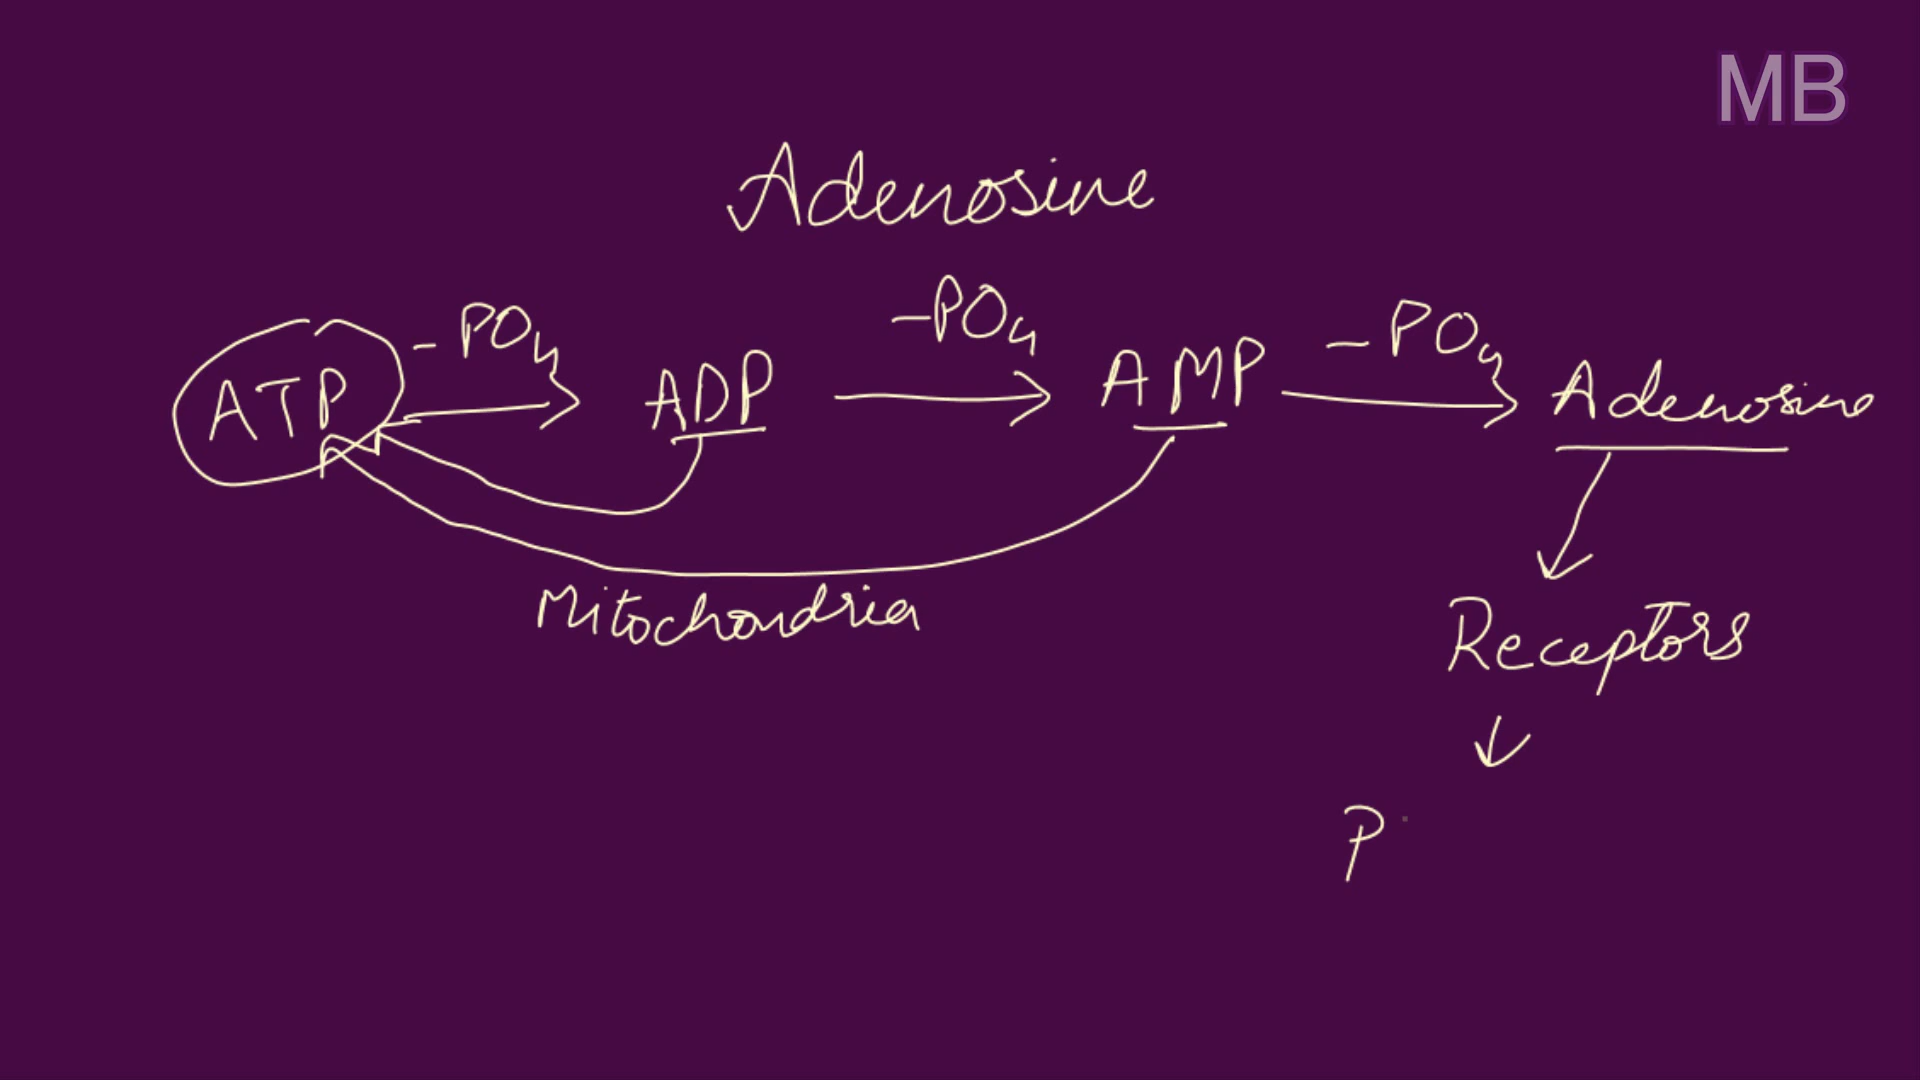 MB
Adenosine
-PO4 -PO4 -PO4
ATP ADP AMP Adenosine
Mitochondria
Receptors
P